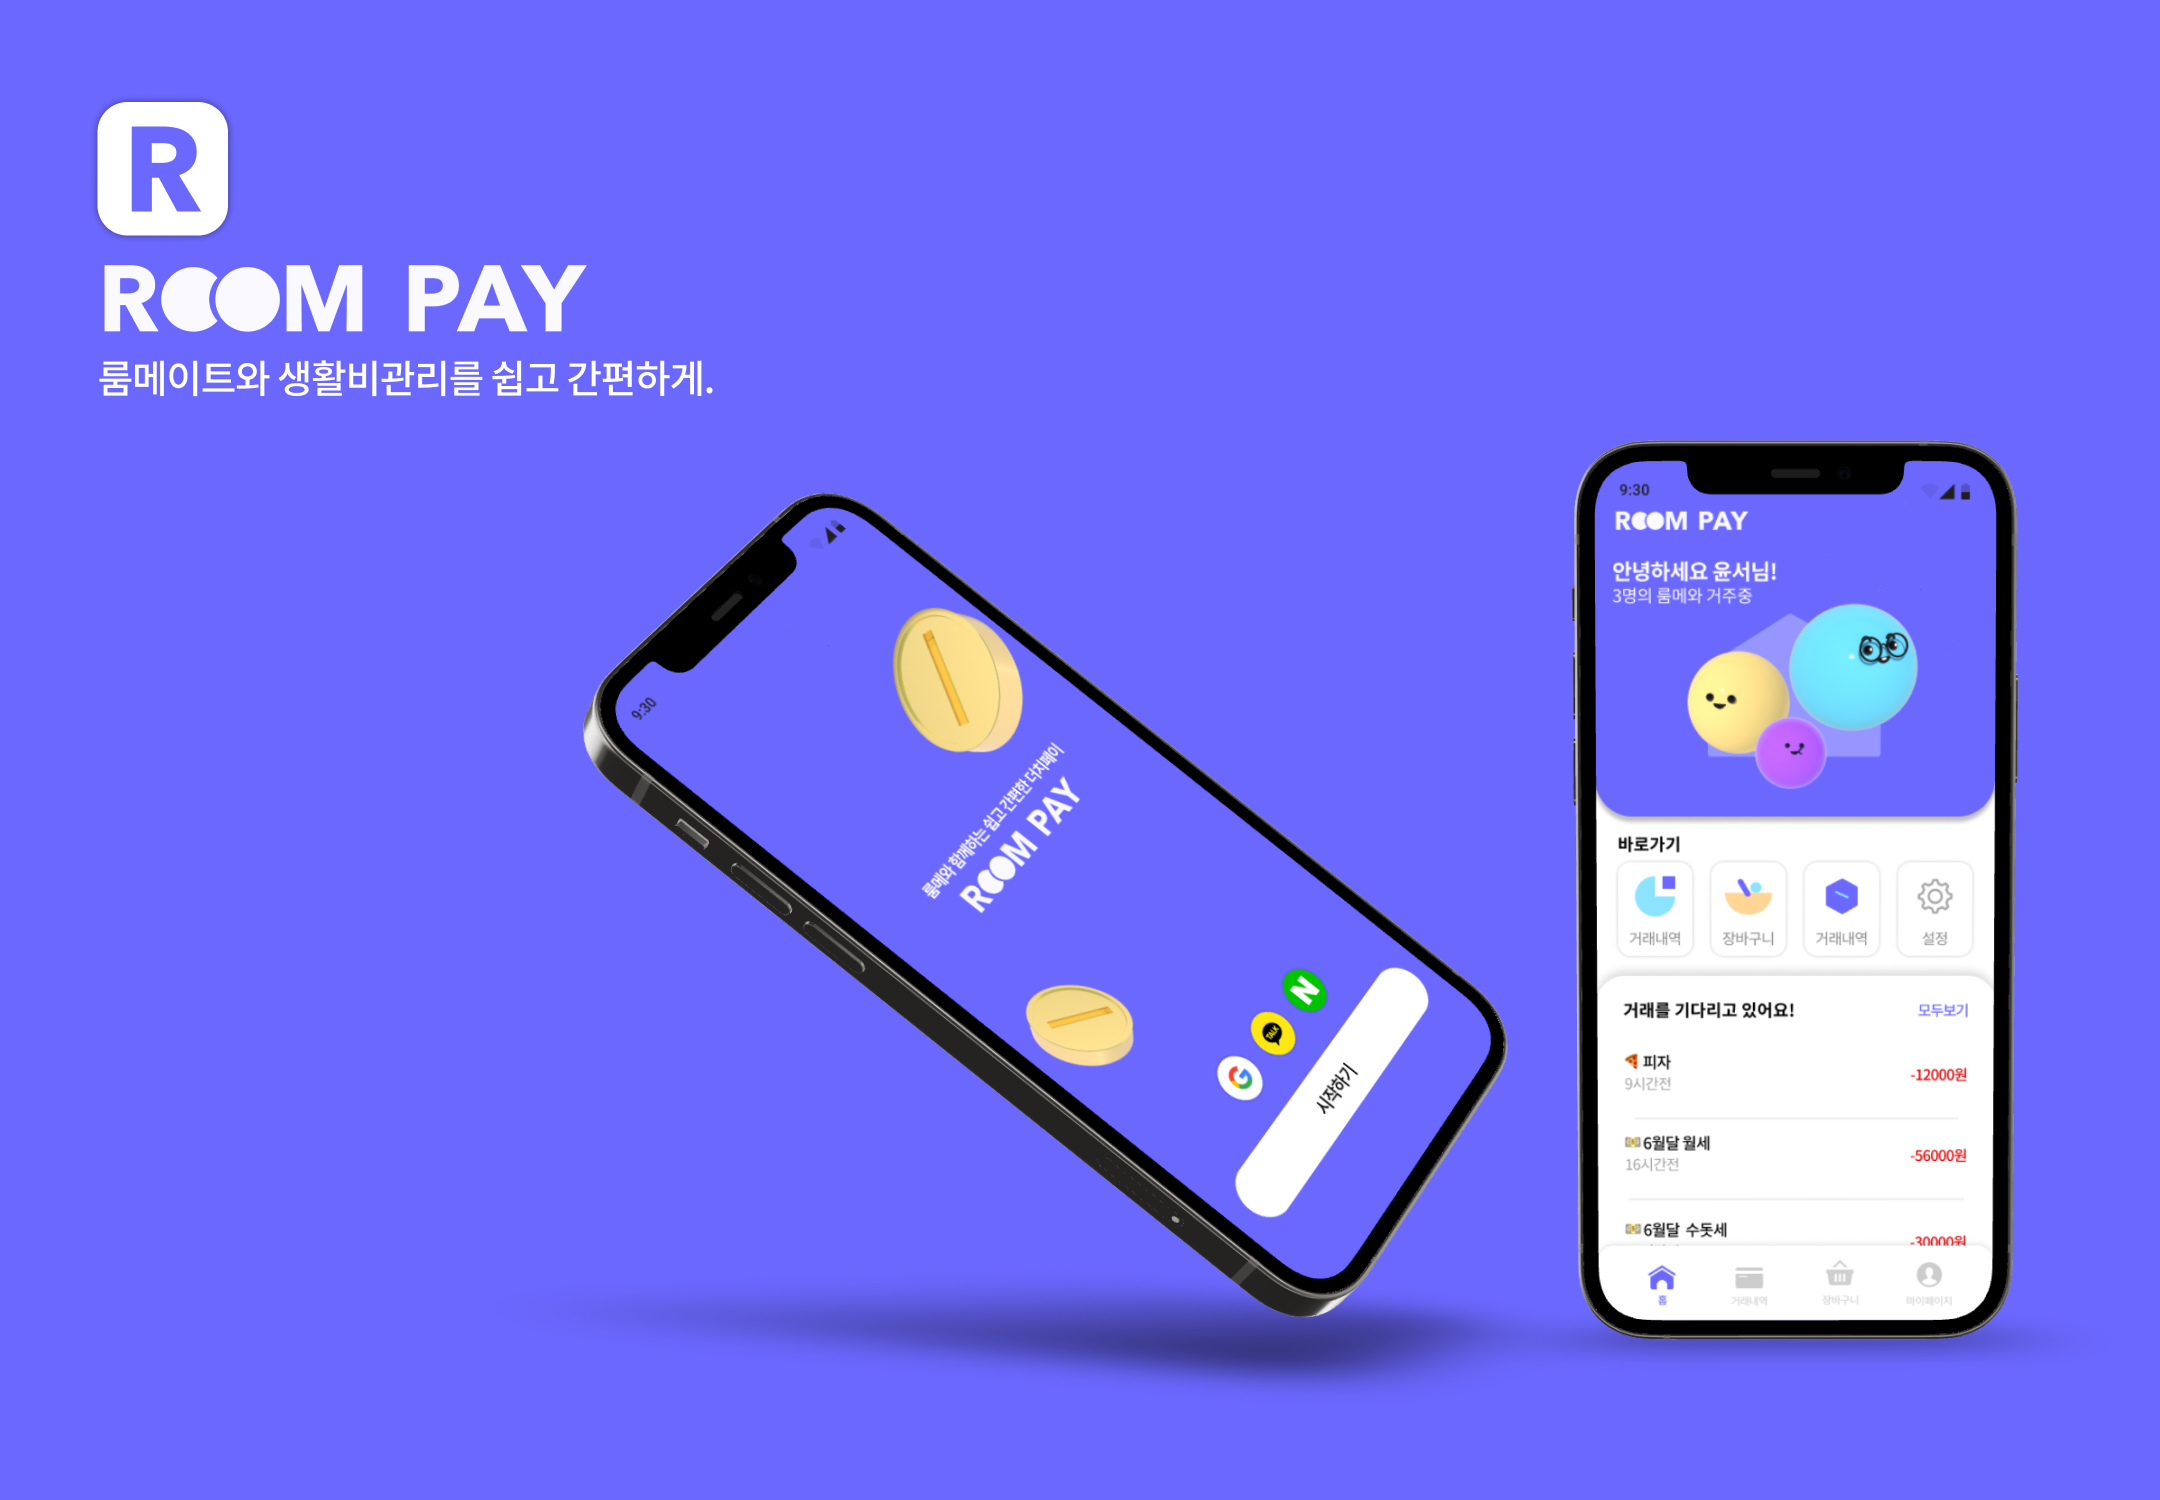 R
ROOM PAY
룸메이트와 생활비관리를 쉽고 간편하게.
9:30
룸메와 함께하는 쉽고 간편한 더치페이
ROOM PAY
G
TALK
N
시작하기
9:30
ROOM PAY
안녕하세요 윤서님!
3명의 룸메와 거주중
바로가기
거래내역 장바구니 거래내역 설정
거래를 기다리고 있어요! 모두보기
피자
-12000원
9시간전
6월달 월세
-56000원
16시간전
6월달 수돗세
-30000원
홈 거래내역 장바구니 마이페이지